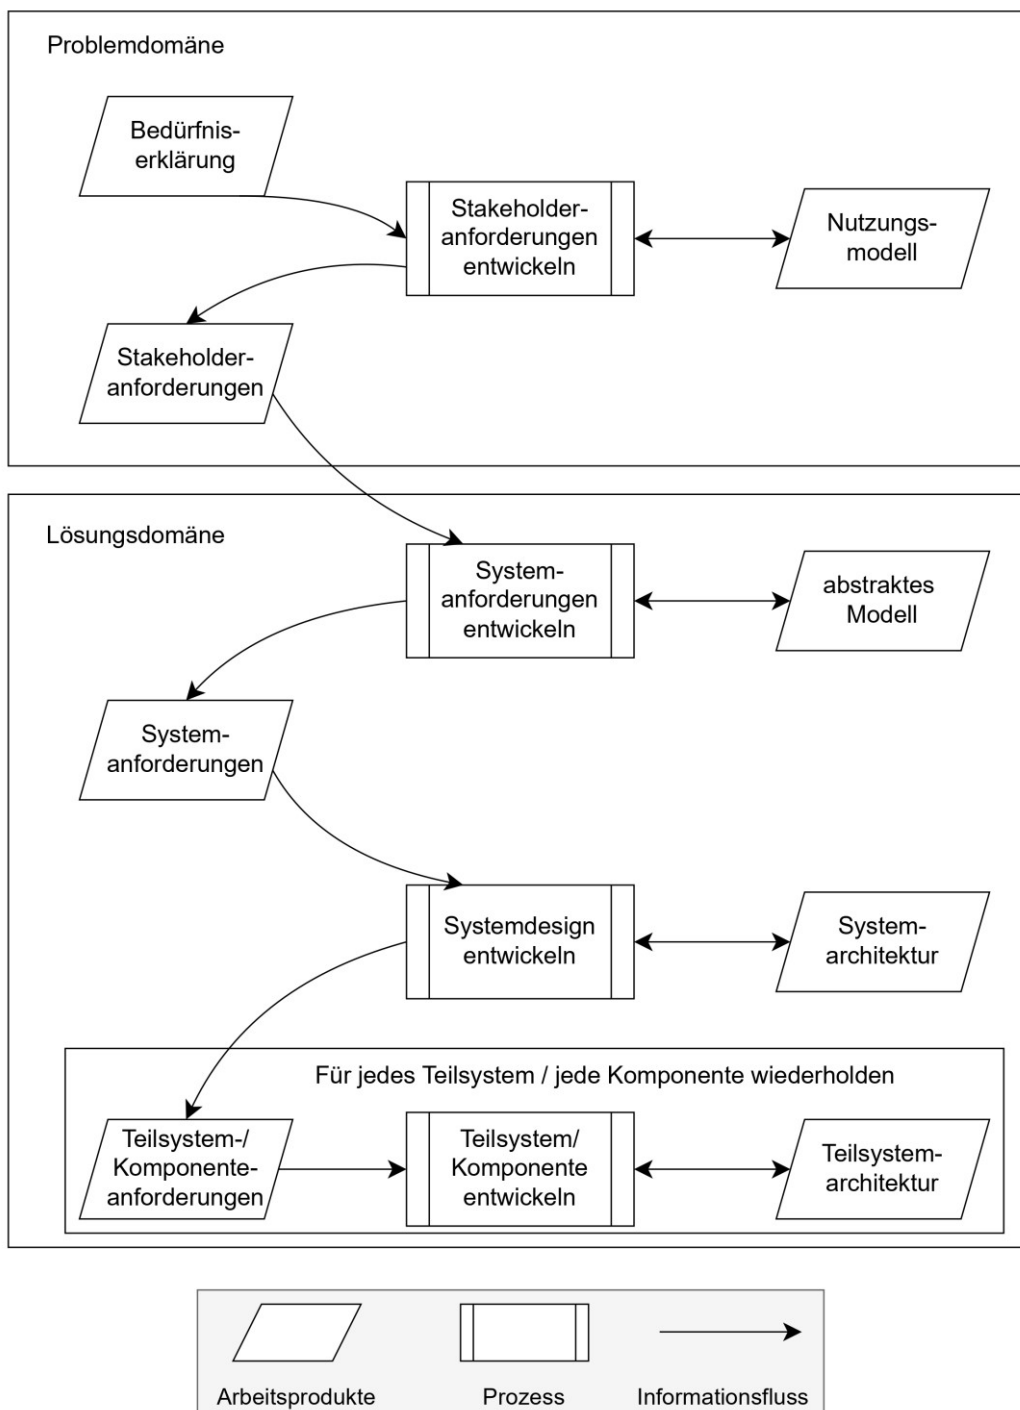 Problemdomäne
Bedürfnis-
erklärung
Stakeholder-
anforderungen
entwickeln
Nutzungs-
modell
Stakeholder-
anforderungen
Lösungsdomäne
System-
anforderungen
entwickeln
abstraktes
Modell
System-
anforderungen
Systemdesign
entwickeln
System-
architektur
Für jedes Teilsystem / jede Komponente wiederholden
Teilsystem-/
Komponente-
anforderungen
Teilsystem/
Komponente
entwickeln
Teilsystem-
architektur
Arbeitsprodukte
Prozess
Informationsfluss